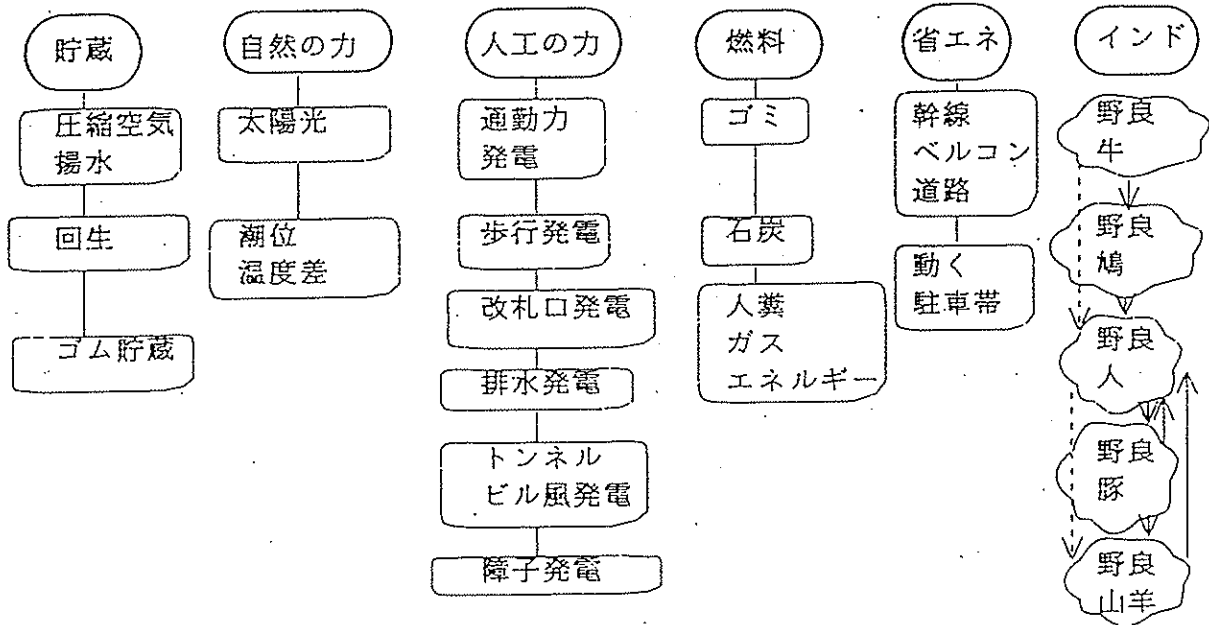 貯蔵
圧縮空気
揚水
回生
ゴム貯蔵
自然の力
太陽光
潮位
温度差
人工の力
通勤力
発電
歩行発電
改札口発電
排水発電
トンネル
ビル風発電
障子発電
燃料
ゴミ
石炭
人糞
ガス
エネルギー
省エネ
幹線
ベルコン
道路
動く
駐車帯
インド
野良
牛
野良
鳩
野良
人
野良
豚
野良
山羊